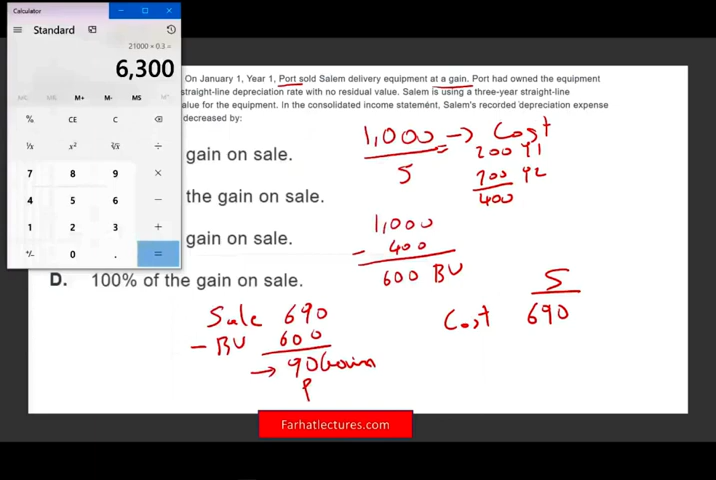 Calculator
Standard
21000 × 0.3 =
6,300
MC MR M+ M- MS M˅
% CE C
⅟x x² ²√x ÷
7 8 9 ×
4 5 6 −
1 2 3 +
+/− 0 . =
On January 1, Year 1, Port sold Salem delivery equipment at a gain. Port had owned the equipment
straight-line depreciation rate with no residual value. Salem is using a three-year straight-line
alue for the equipment. In the consolidated income statement, Salem's recorded depreciation expense
decreased by:
gain on sale.
the gain on sale.
gain on sale.
D. 100% of the gain on sale.
1,000 → Cost
5 =
200 Y1
200 Y2
400
1,000
- 400
600 BV
Sale 690
- BV 600
→ 90 Gain
P
S
Cost 690
Farhatlectures.com